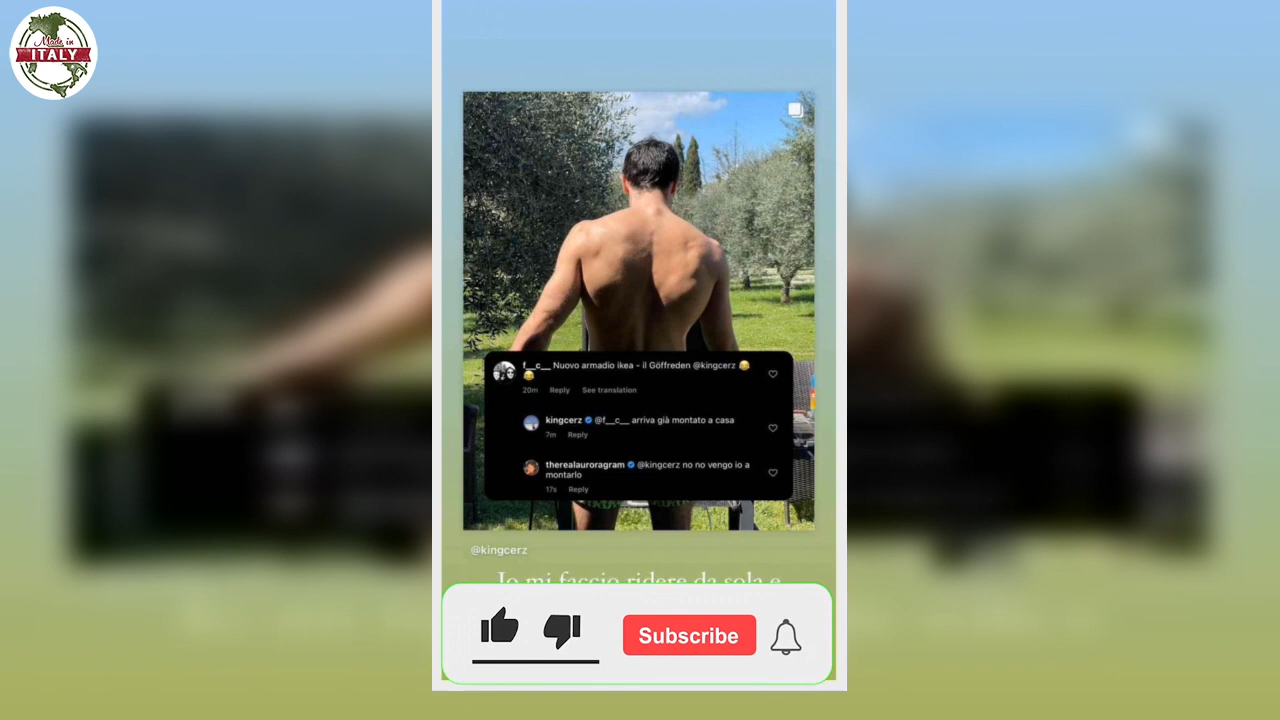 Made in
ITALY
f__c__ Nuovo armadio ikea - il Göffreden @kingcerz 😂
😂
20m Reply See translation
kingcerz @f__c__ arriva già montato a casa
7m Reply
therealauroragram @kingcerz no no vengo io a
montarlo
17s Reply
@kingcerz
Io mi faccio ridere da sola e
Subscribe